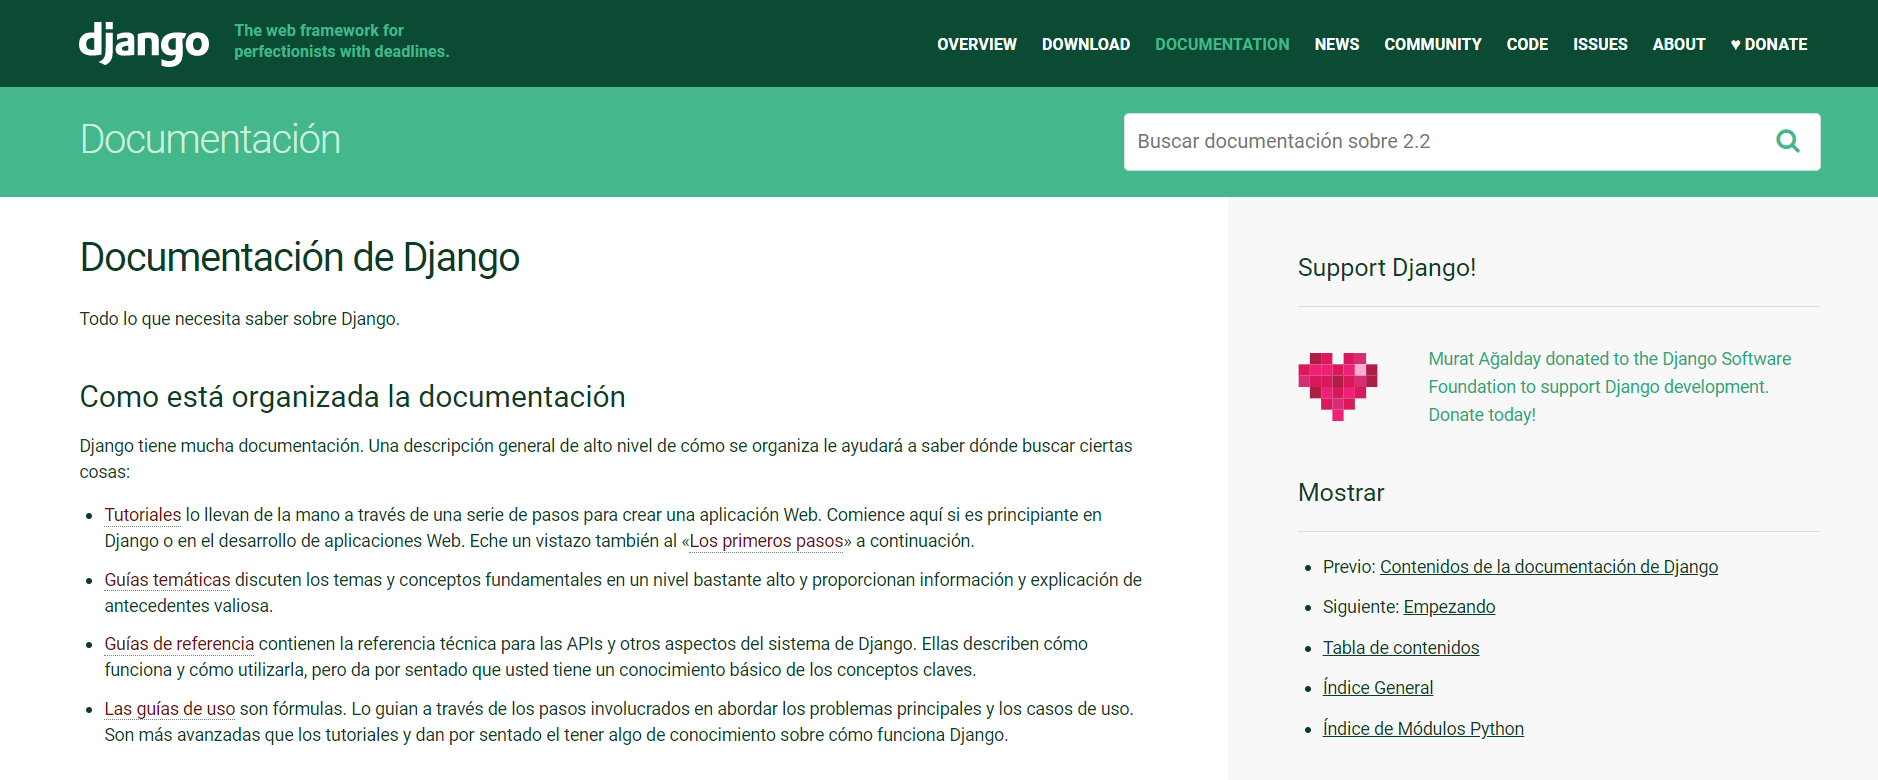 django
The web framework for
perfectionists with deadlines.
OVERVIEW DOWNLOAD DOCUMENTATION NEWS COMMUNITY CODE ISSUES ABOUT ♥ DONATE
Documentación
Buscar documentación sobre 2.2
Documentación de Django
Todo lo que necesita saber sobre Django.
Como está organizada la documentación
Django tiene mucha documentación. Una descripción general de alto nivel de cómo se organiza le ayudará a saber dónde buscar ciertas
cosas:
• Tutoriales lo llevan de la mano a través de una serie de pasos para crear una aplicación Web. Comience aquí si es principiante en
Django o en el desarrollo de aplicaciones Web. Eche un vistazo también al «Los primeros pasos» a continuación.
• Guías temáticas discuten los temas y conceptos fundamentales en un nivel bastante alto y proporcionan información y explicación de
antecedentes valiosa.
• Guías de referencia contienen la referencia técnica para las APIs y otros aspectos del sistema de Django. Ellas describen cómo
funciona y cómo utilizarla, pero da por sentado que usted tiene un conocimiento básico de los conceptos claves.
• Las guías de uso son fórmulas. Lo guian a través de los pasos involucrados en abordar los problemas principales y los casos de uso.
Son más avanzadas que los tutoriales y dan por sentado el tener algo de conocimiento sobre cómo funciona Django.
Support Django!
Murat Ağalday donated to the Django Software
Foundation to support Django development.
Donate today!
Mostrar
• Previo: Contenidos de la documentación de Django
• Siguiente: Empezando
• Tabla de contenidos
• Índice General
• Índice de Módulos Python